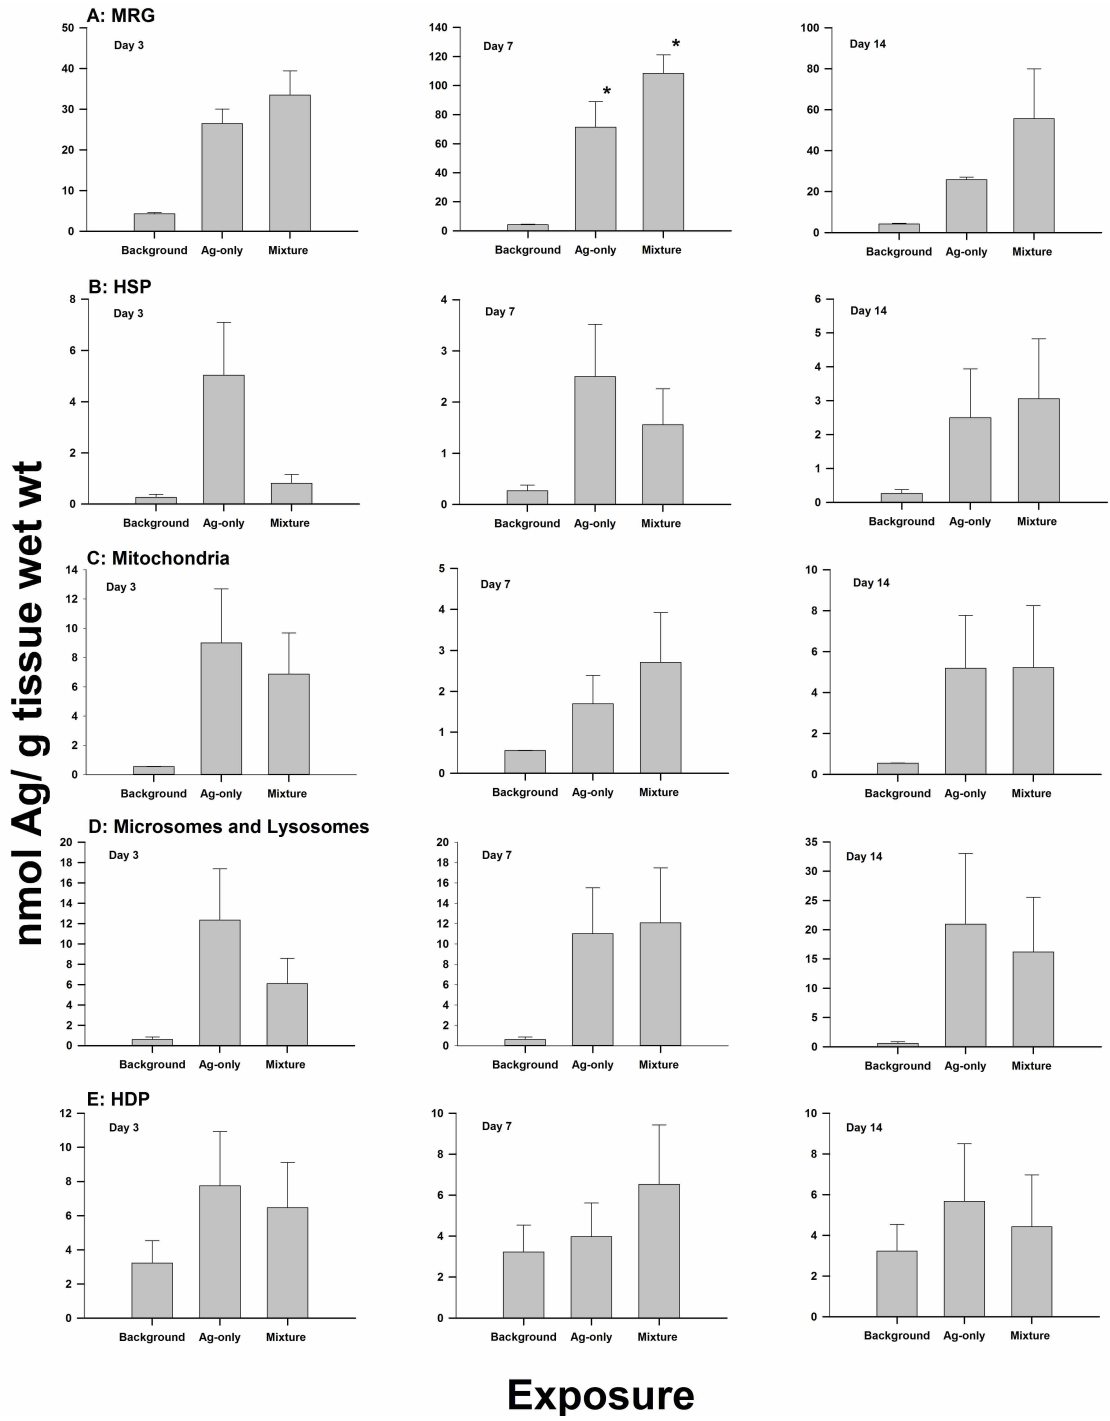 A: MRG
50
40
30
20
10
0
Day 3
Background Ag-only Mixture
140
120
100
80
60
40
20
0
Day 7
*
*
Background Ag-only Mixture
100
80
60
40
20
0
Day 14
Background Ag-only Mixture
B: HSP
8
6
4
2
0
Day 3
Background Ag-only Mixture
4
3
2
1
0
Day 7
Background Ag-only Mixture
6
5
4
3
2
1
0
Day 14
Background Ag-only Mixture
C: Mitochondria
14
12
10
8
6
4
2
0
Day 3
Background Ag-only Mixture
5
4
3
2
1
0
Day 7
Background Ag-only Mixture
10
8
6
4
2
0
Day 14
Background Ag-only Mixture
D: Microsomes and Lysosomes
20
18
16
14
12
10
8
6
4
2
0
Day 3
Background Ag-only Mixture
20
18
16
14
12
10
8
6
4
2
0
Day 7
Background Ag-only Mixture
35
30
25
20
15
10
5
0
Day 14
Background Ag-only Mixture
E: HDP
12
10
8
6
4
2
0
Day 3
Background Ag-only Mixture
10
8
6
4
2
0
Day 7
Background Ag-only Mixture
10
8
6
4
2
0
Day 14
Background Ag-only Mixture
nmol Ag/ g tissue wet wt
Exposure